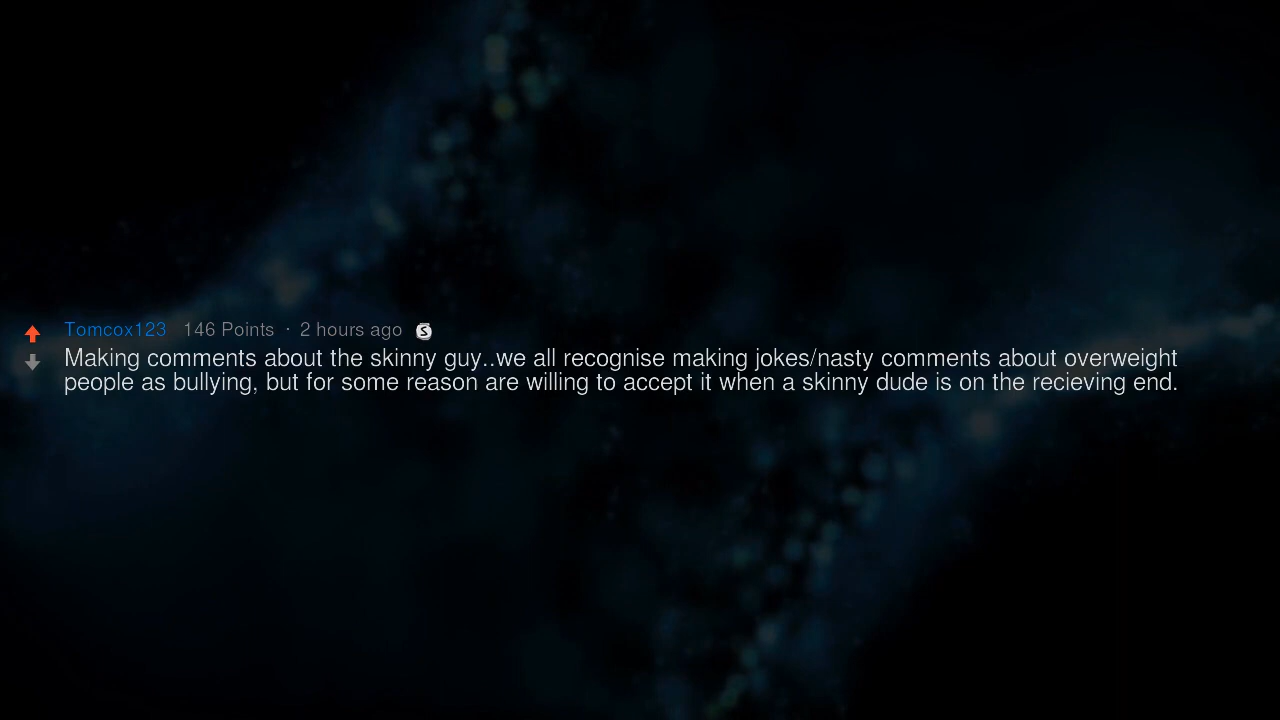 Tomcox123 146 Points · 2 hours ago S
Making comments about the skinny guy..we all recognise making jokes/nasty comments about overweight
people as bullying, but for some reason are willing to accept it when a skinny dude is on the recieving end.